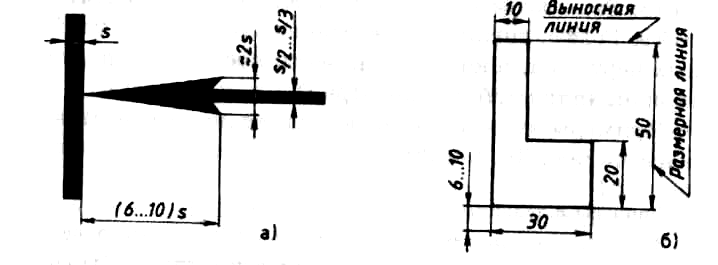 s
≈2s
s/2...s/3
(6...10)s
а)
10
Выносная
линия
50
Размерная линия
20
6...10
30
б)